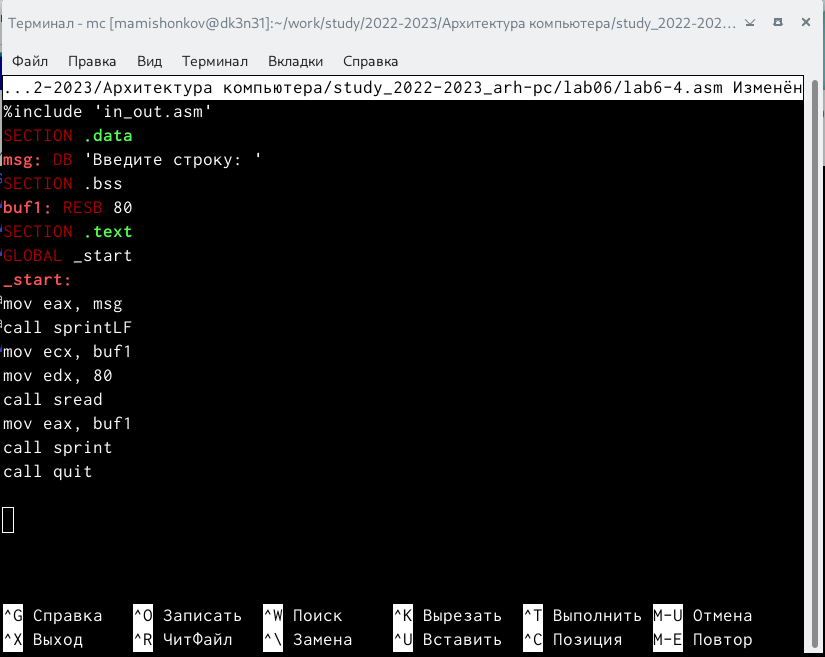 Терминал - mc [mamishonkov@dk3n31]:~/work/study/2022-2023/Архитектура компьютера/study_2022-202...
Файл Правка Вид Терминал Вкладки Справка
...2-2023/Архитектура компьютера/study_2022-2023_arh-pc/lab06/lab6-4.asm Изменён
%include 'in_out.asm'
SECTION .data
msg: DB 'Введите строку: '
SECTION .bss
buf1: RESB 80
SECTION .text
GLOBAL _start
_start:
mov eax, msg
call sprintLF
mov ecx, buf1
mov edx, 80
call sread
mov eax, buf1
call sprint
call quit
^G Справка ^O Записать ^W Поиск ^K Вырезать ^T Выполнить M-U Отмена
^X Выход ^R ЧитФайл ^\ Замена ^U Вставить ^C Позиция M-E Повтор